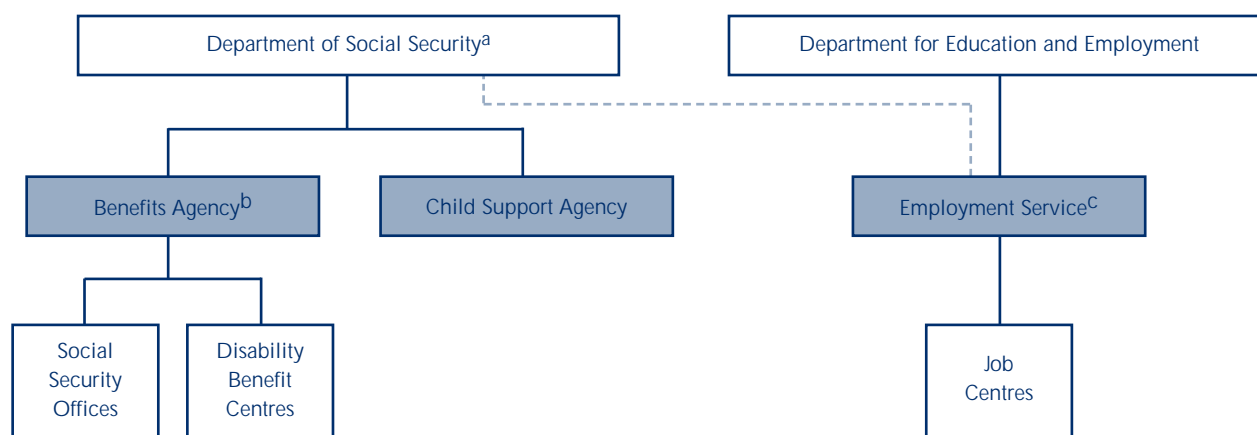 Department of Social Securitya
Department for Education and Employment
Benefits Agencyb
Child Support Agency
Employment Servicec
Social
Security
Offices
Disability
Benefit
Centres
Job
Centres